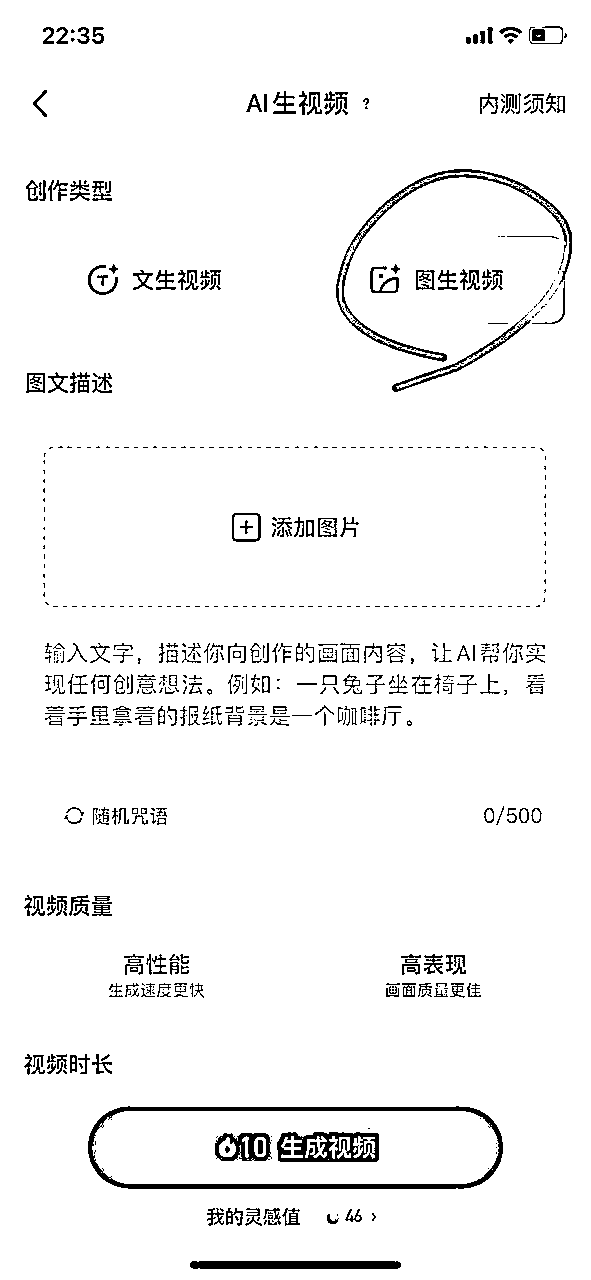 22:35
AI生视频 ?
内测须知
创作类型
文生视频
图生视频
图文描述
添加图片
输入文字，描述你向创作的画面内容，让AI帮你实
现任何创意想法。例如：一只兔子坐在椅子上，看
着手里拿着的报纸背景是一个咖啡厅。
随机咒语
0/500
视频质量
高性能
高表现
生成速度更快
画面质量更佳
视频时长
10 生成视频
我的灵感值 46 >